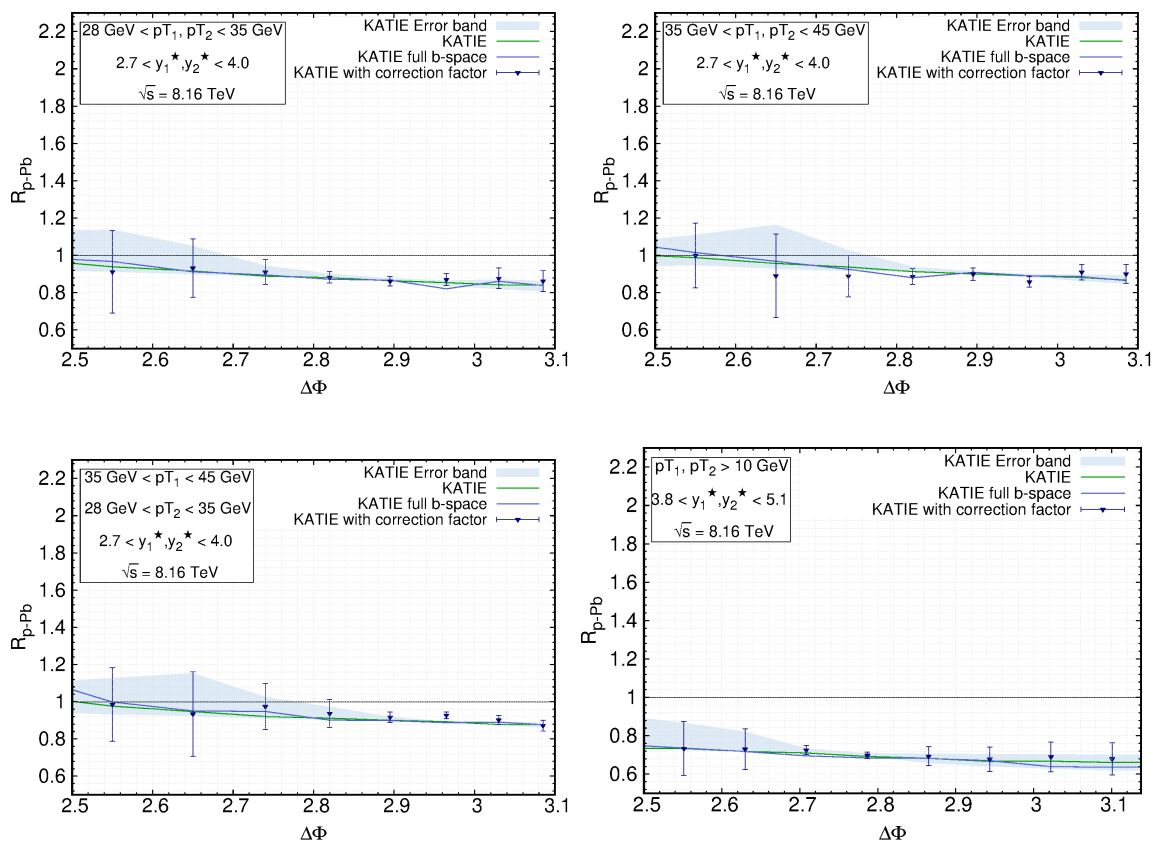 28 GeV < pT₁, pT₂ < 35 GeV
2.7 < y₁★,y₂★ < 4.0
√s = 8.16 TeV
KATIE Error band
KATIE
KATIE full b-space
KATIE with correction factor
R_p-Pb
2.2
2
1.8
1.6
1.4
1.2
1
0.8
0.6
2.5
2.6
2.7
2.8
2.9
3
3.1
ΔΦ
35 GeV < pT₁, pT₂ < 45 GeV
2.7 < y₁★,y₂★ < 4.0
√s = 8.16 TeV
KATIE Error band
KATIE
KATIE full b-space
KATIE with correction factor
R_p-Pb
2.2
2
1.8
1.6
1.4
1.2
1
0.8
0.6
2.5
2.6
2.7
2.8
2.9
3
3.1
ΔΦ
35 GeV < pT₁ < 45 GeV
28 GeV < pT₂ < 35 GeV
2.7 < y₁★,y₂★ < 4.0
√s = 8.16 TeV
KATIE Error band
KATIE
KATIE full b-space
KATIE with correction factor
R_p-Pb
2.2
2
1.8
1.6
1.4
1.2
1
0.8
0.6
2.5
2.6
2.7
2.8
2.9
3
3.1
ΔΦ
pT₁, pT₂ > 10 GeV
3.8 < y₁★,y₂★ < 5.1
√s = 8.16 TeV
KATIE Error band
KATIE
KATIE full b-space
KATIE with correction factor
R_p-Pb
2.2
2
1.8
1.6
1.4
1.2
1
0.8
0.6
2.5
2.6
2.7
2.8
2.9
3
3.1
ΔΦ